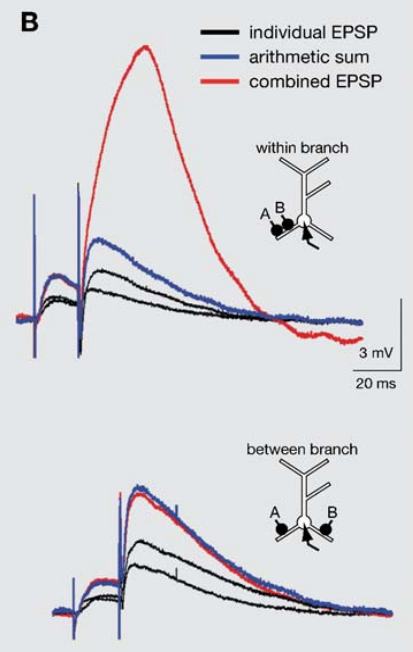 B
individual EPSP
arithmetic sum
combined EPSP
within branch
A B
3 mV
20 ms
between branch
A B